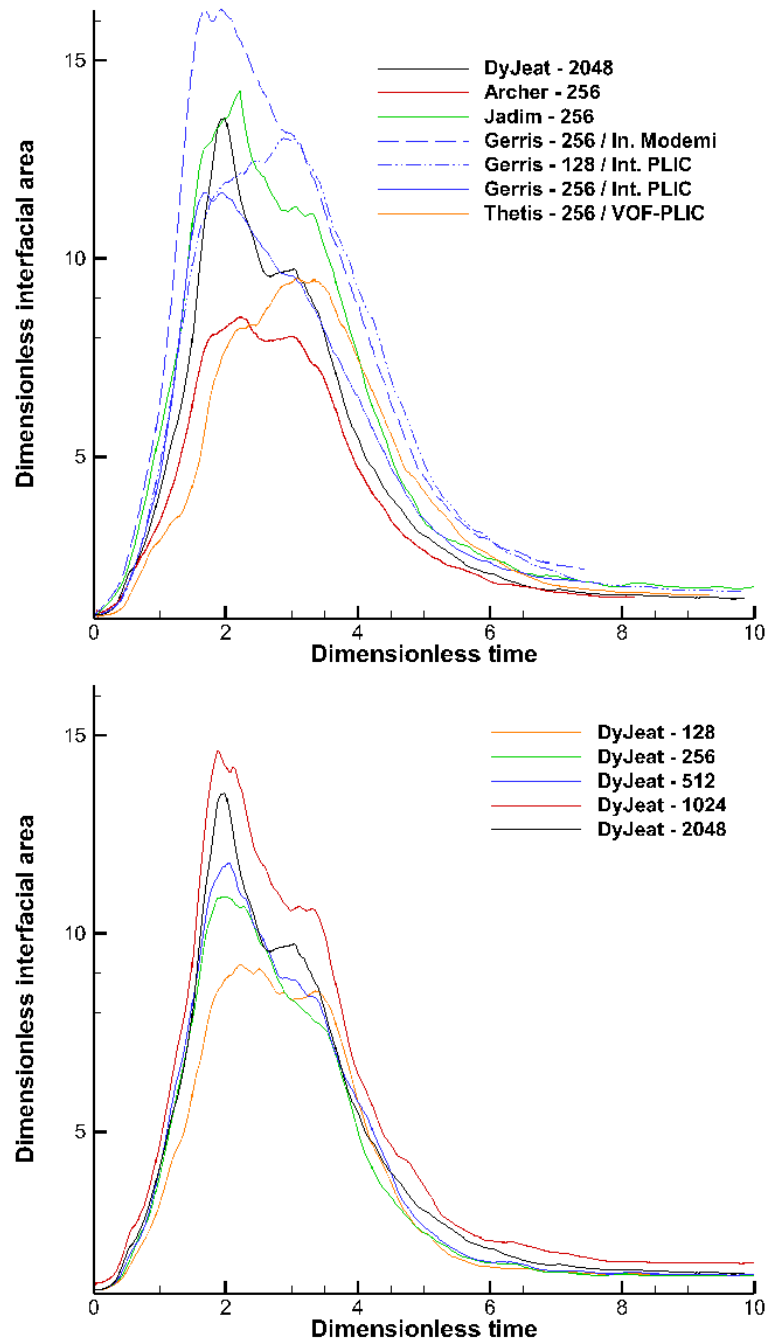 15
10
5
Dimensionless interfacial area
DyJeat - 2048
Archer - 256
Jadim - 256
Gerris - 256 / In. Modemi
Gerris - 128 / Int. PLIC
Gerris - 256 / Int. PLIC
Thetis - 256 / VOF-PLIC
0 2 4 6 8 10
Dimensionless time
15
10
5
Dimensionless interfacial area
DyJeat - 128
DyJeat - 256
DyJeat - 512
DyJeat - 1024
DyJeat - 2048
0 2 4 6 8 10
Dimensionless time